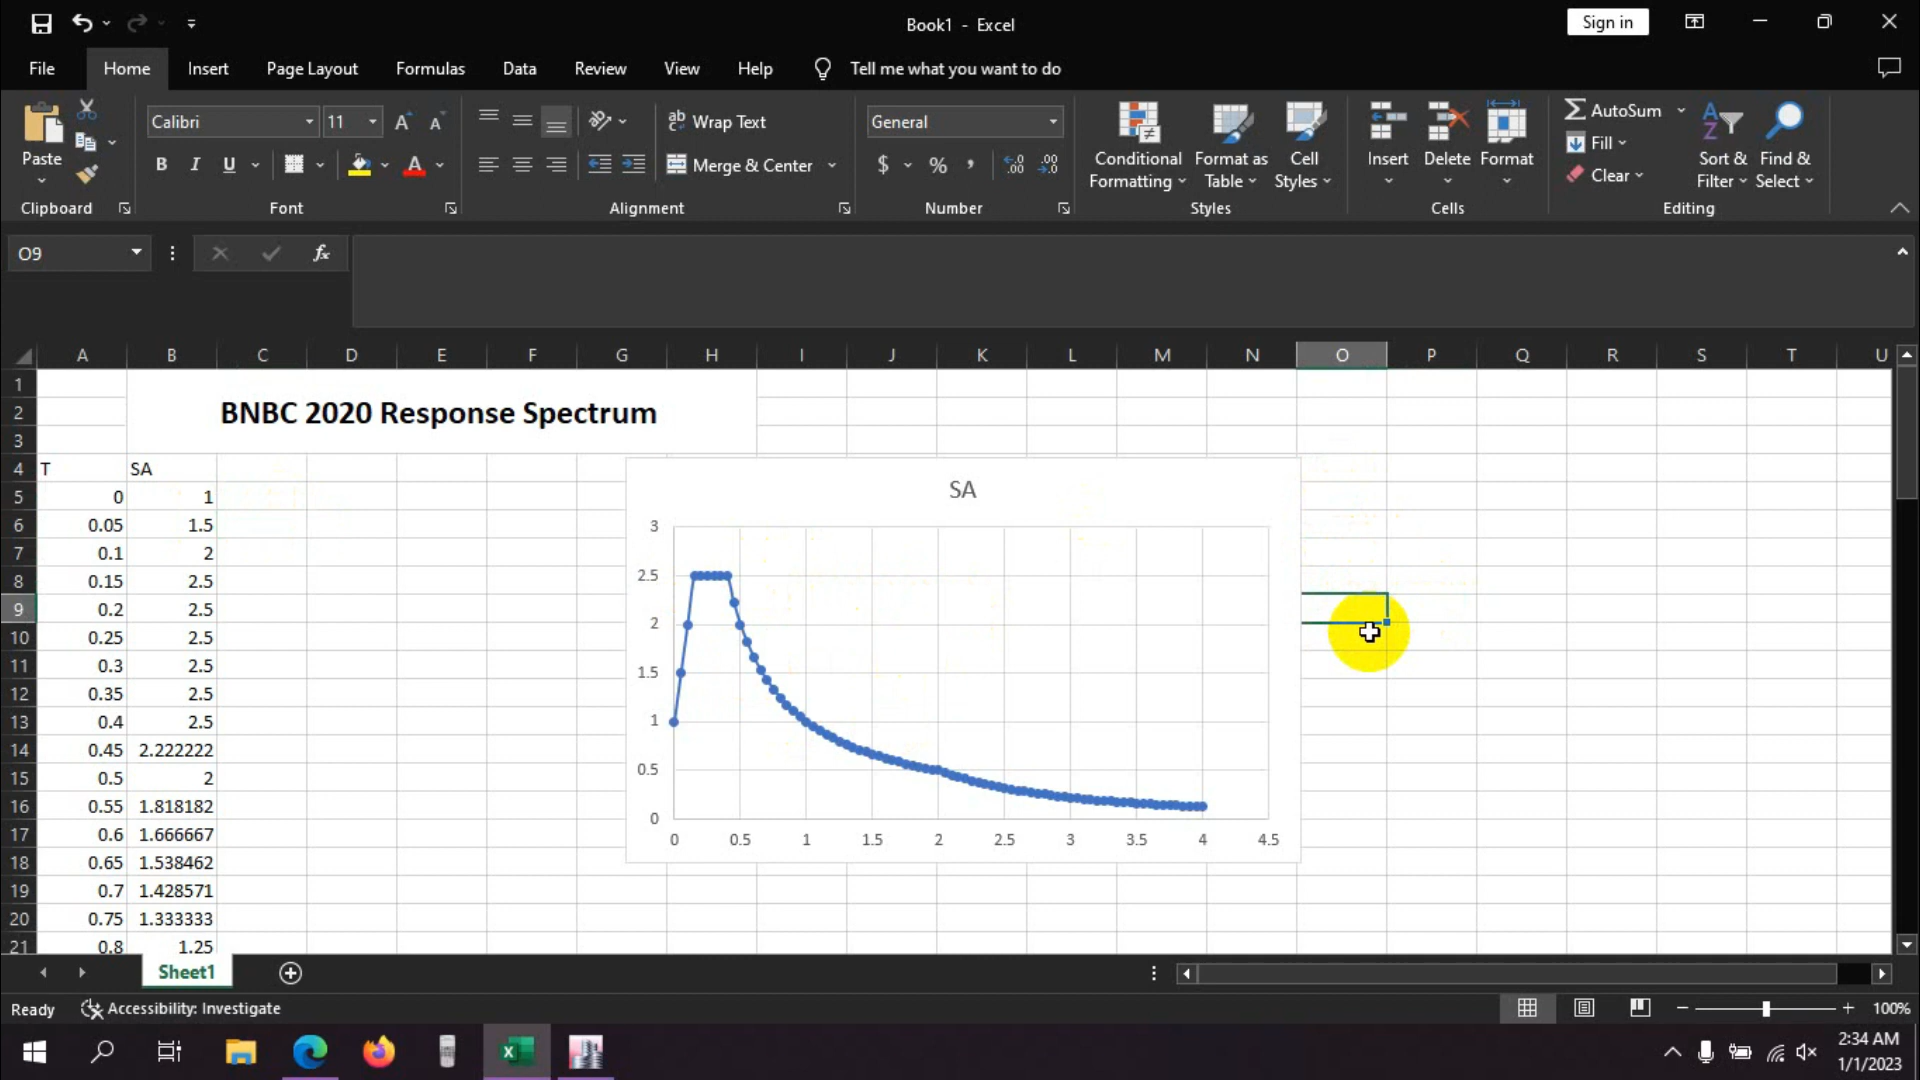 Book1 - Excel
Sign in
File Home Insert Page Layout Formulas Data Review View Help Tell me what you want to do
Paste
Clipboard
Calibri 11
B I U
Font
ab Wrap Text
Merge & Center
Alignment
General
$ % ,
Number
Conditional Formatting
Format as Table
Cell Styles
Styles
Insert Delete Format
Cells
AutoSum
Fill
Clear
Sort & Filter
Find & Select
Editing
O9 fx
A B C D E F G H I J K L M N O P Q R S T U
1
2 BNBC 2020 Response Spectrum
3
4 T SA
5 0 1
6 0.05 1.5
7 0.1 2
8 0.15 2.5
9 0.2 2.5
10 0.25 2.5
11 0.3 2.5
12 0.35 2.5
13 0.4 2.5
14 0.45 2.222222
15 0.5 2
16 0.55 1.818182
17 0.6 1.666667
18 0.65 1.538462
19 0.7 1.428571
20 0.75 1.333333
21 0.8 1.25
SA
3
2.5
2
1.5
1
0.5
0
0 0.5 1 1.5 2 2.5 3 3.5 4 4.5
Sheet1
Ready Accessibility: Investigate
100%
2:34 AM
1/1/2023